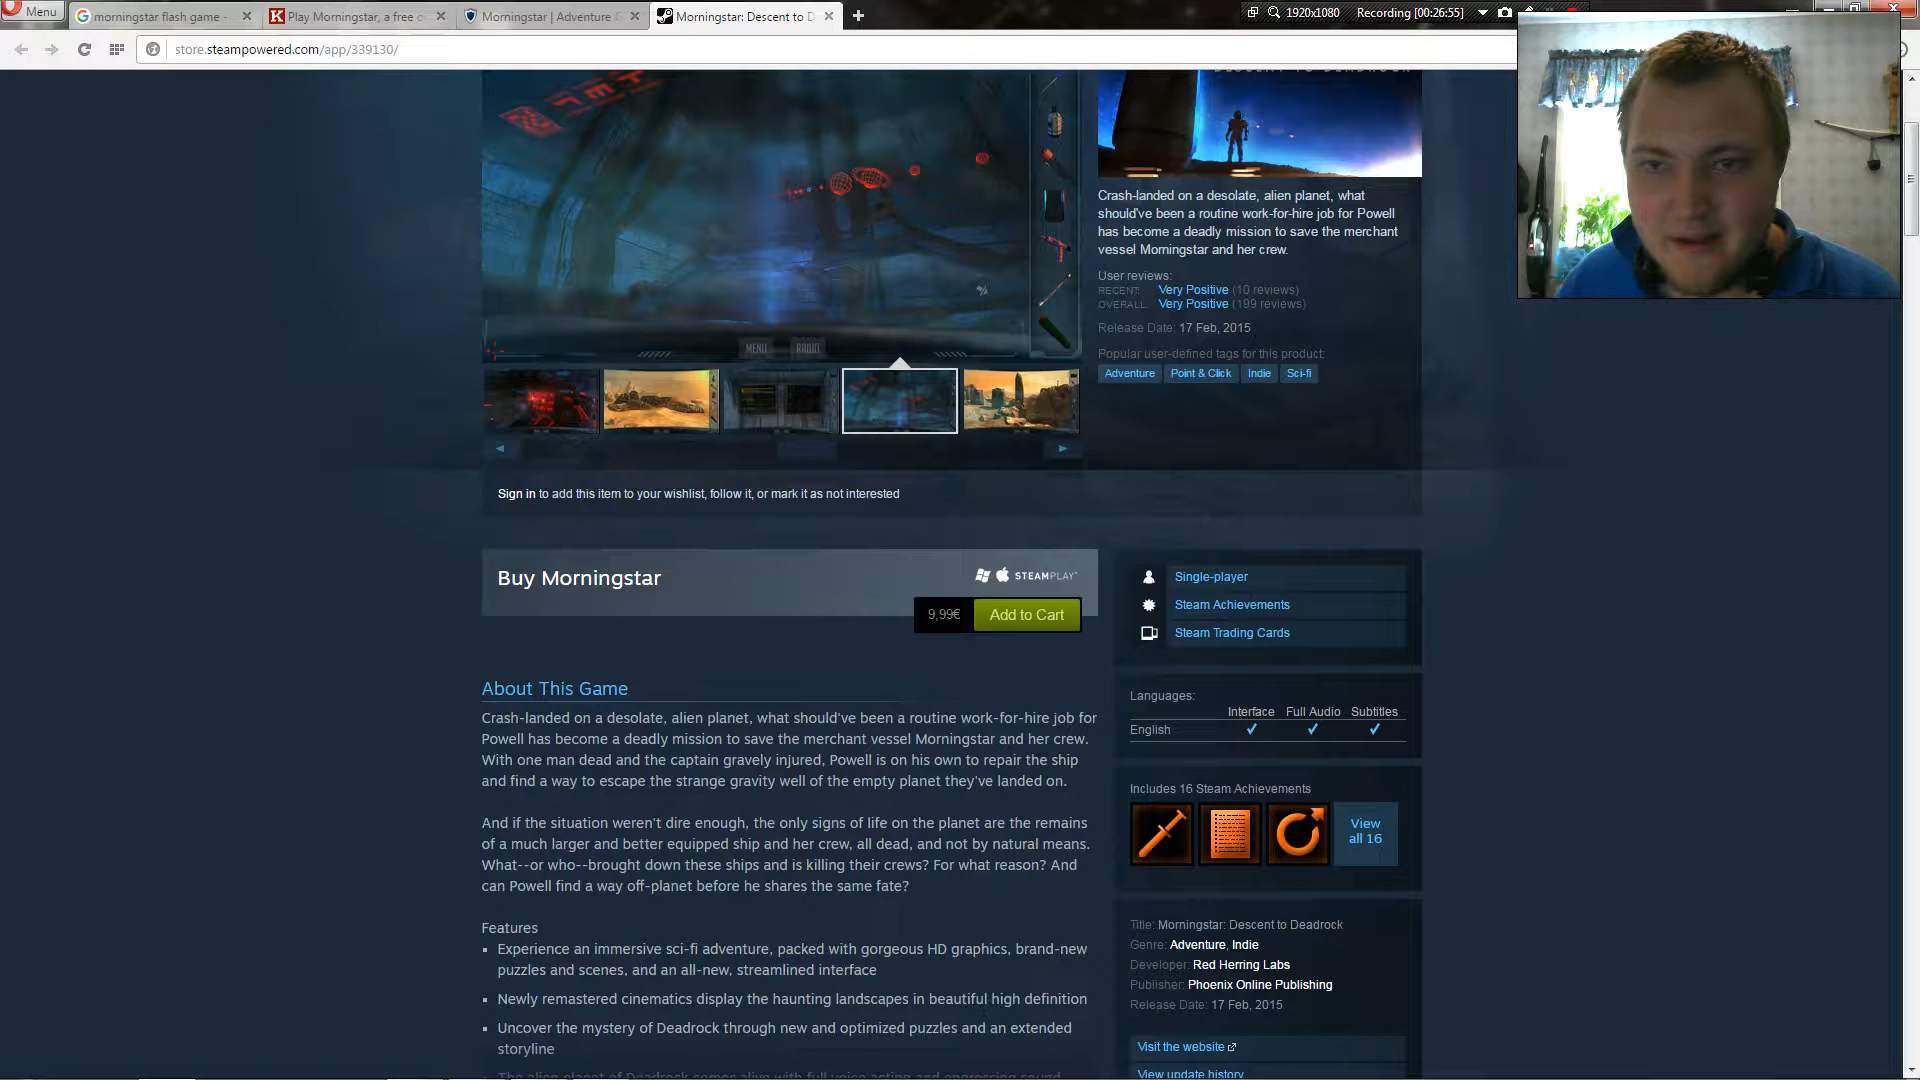 Menu
morningstar flash game -
Play Morningstar, a free o
Morningstar | Adventure
Morningstar: Descent to D
1920x1080
Recording [00:26:55]
store.steampowered.com/app/339130/
DESCENT TO DEADROCK
Crash-landed on a desolate, alien planet, what
should've been a routine work-for-hire job for Powell
has become a deadly mission to save the merchant
vessel Morningstar and her crew.
User reviews:
RECENT: Very Positive (10 reviews)
OVERALL: Very Positive (199 reviews)
Release Date: 17 Feb, 2015
Popular user-defined tags for this product:
Adventure Point & Click Indie Sci-fi
MENU
Sign in to add this item to your wishlist, follow it, or mark it as not interested
Buy Morningstar
STEAMPLAY
9,99€ Add to Cart
Single-player
Steam Achievements
Steam Trading Cards
Languages:
Interface Full Audio Subtitles
English ✔ ✔ ✔
Includes 16 Steam Achievements
View
all 16
Title: Morningstar: Descent to Deadrock
Genre: Adventure, Indie
Developer: Red Herring Labs
Publisher: Phoenix Online Publishing
Release Date: 17 Feb, 2015
Visit the website
View update history
About This Game
Crash-landed on a desolate, alien planet, what should've been a routine work-for-hire job for
Powell has become a deadly mission to save the merchant vessel Morningstar and her crew.
With one man dead and the captain gravely injured, Powell is on his own to repair the ship
and find a way to escape the strange gravity well of the empty planet they've landed on.
And if the situation weren't dire enough, the only signs of life on the planet are the remains
of a much larger and better equipped ship and her crew, all dead, and not by natural means.
What--or who--brought down these ships and is killing their crews? For what reason? And
can Powell find a way off-planet before he shares the same fate?
Features
Experience an immersive sci-fi adventure, packed with gorgeous HD graphics, brand-new
puzzles and scenes, and an all-new, streamlined interface
Newly remastered cinematics display the haunting landscapes in beautiful high definition
Uncover the mystery of Deadrock through new and optimized puzzles and an extended
storyline
The alien planet of Deadrock comes alive with full voice acting and engrossing sound